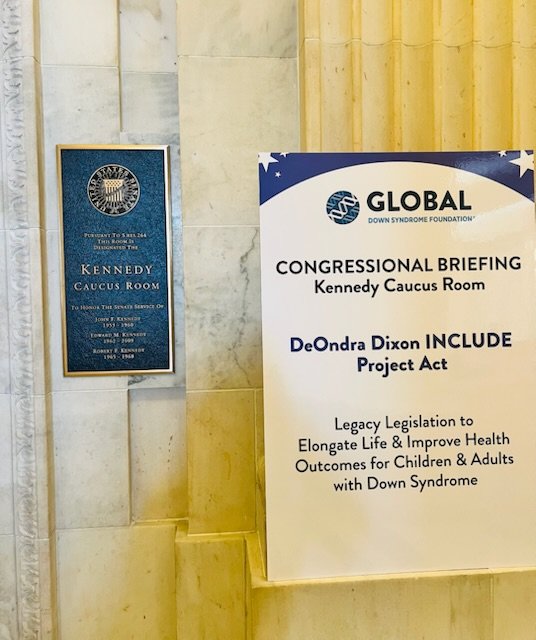 UNITED STATES
SENATE
PURSUANT TO S.RES.264
THIS ROOM IS
DESIGNATED THE
KENNEDY
CAUCUS ROOM
TO HONOR THE SENATE SERVICE OF
JOHN F. KENNEDY
1953 - 1960
EDWARD M. KENNEDY
1962 - 2009
ROBERT F. KENNEDY
1965 - 1968
GLOBAL
DOWN SYNDROME FOUNDATION
CONGRESSIONAL BRIEFING
Kennedy Caucus Room
DeOndra Dixon INCLUDE
Project Act
Legacy Legislation to
Elongate Life & Improve Health
Outcomes for Children & Adults
with Down Syndrome